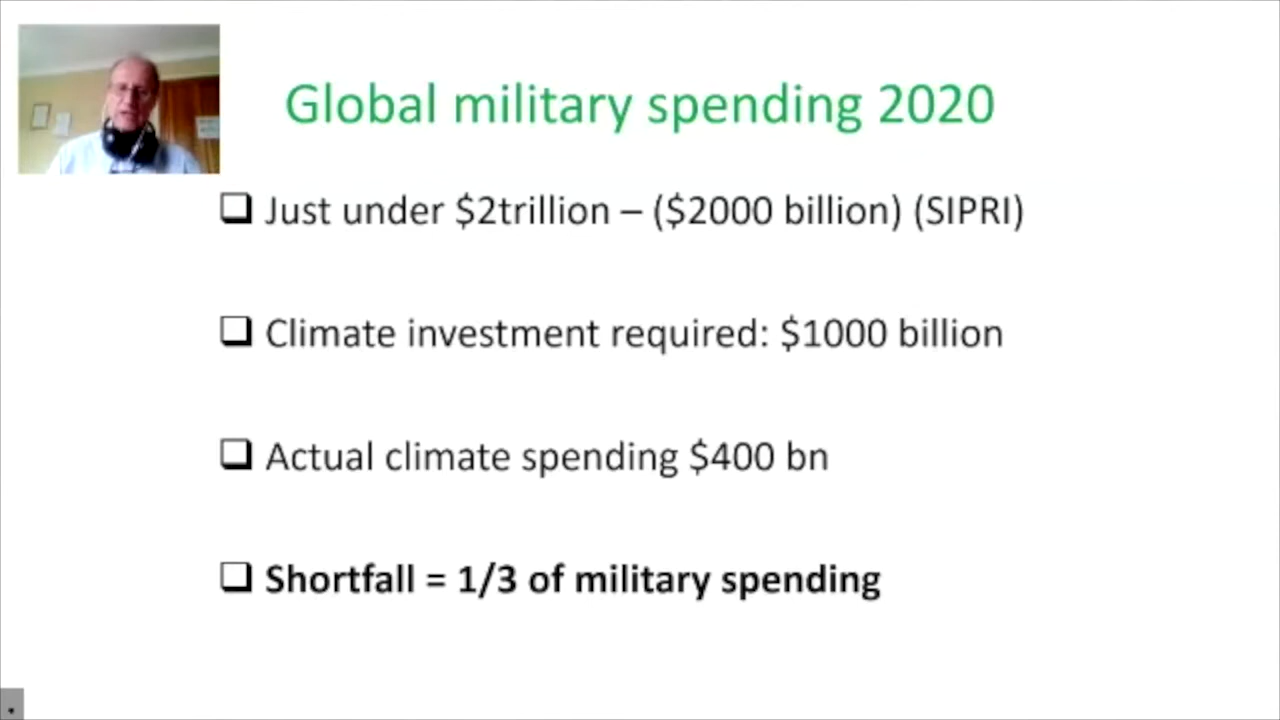 Global military spending 2020
Just under $2trillion – ($2000 billion) (SIPRI)
Climate investment required: $1000 billion
Actual climate spending $400 bn
Shortfall = 1/3 of military spending